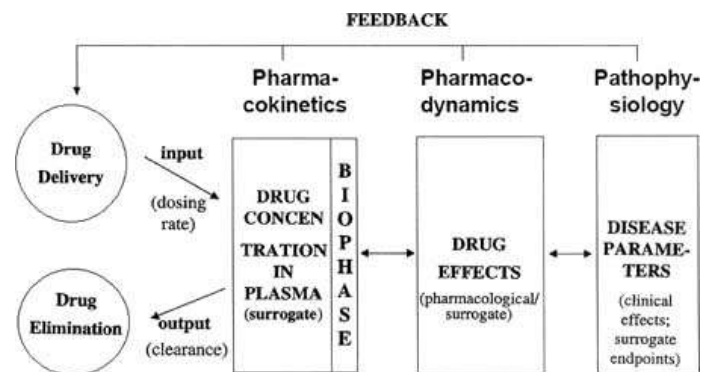 FEEDBACK
Pharma-
cokinetics
Pharmaco-
dynamics
Pathophy-
siology
Drug
Delivery
input
(dosing
rate)
DRUG
CONCEN
TRATION
IN
PLASMA
(surrogate)
BIOPHASE
DRUG
EFFECTS
(pharmacological/
surrogate)
DISEASE
PARAME-
TERS
(clinical
effects;
surrogate
endpoints)
Drug
Elimination
output
(clearance)